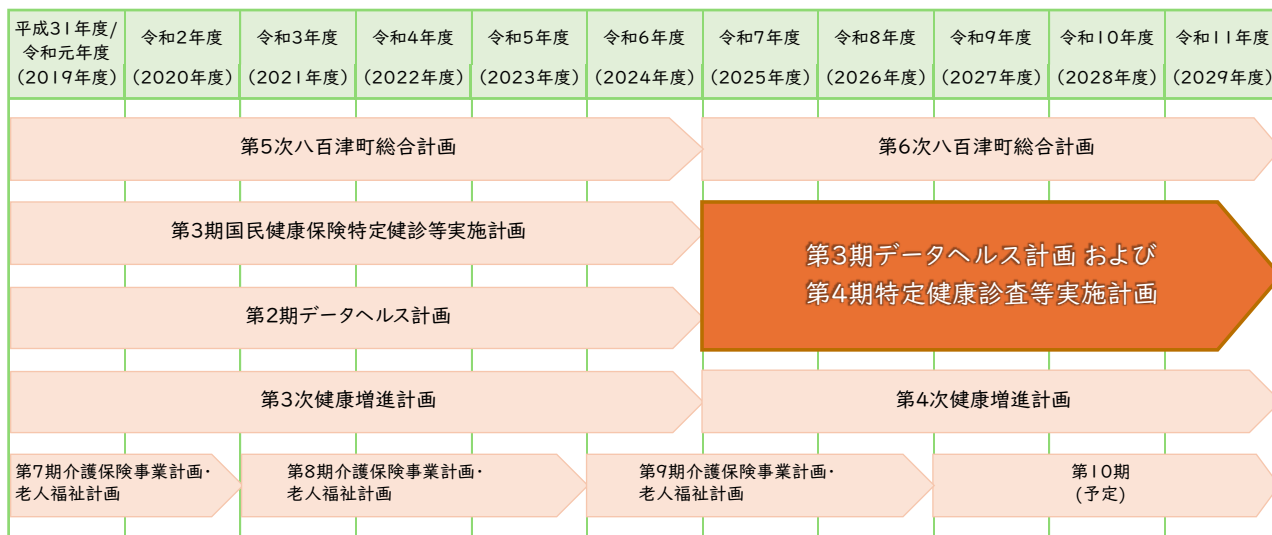 平成31年度/
令和元年度
(2019年度)
令和2年度
(2020年度)
令和3年度
(2021年度)
令和4年度
(2022年度)
令和5年度
(2023年度)
令和6年度
(2024年度)
令和7年度
(2025年度)
令和8年度
(2026年度)
令和9年度
(2027年度)
令和10年度
(2028年度)
令和11年度
(2029年度)
第5次八百津町総合計画
第6次八百津町総合計画
第3期国民健康保険特定健診等実施計画
第3期データヘルス計画 および
第4期特定健康診査等実施計画
第2期データヘルス計画
第3次健康増進計画
第4次健康増進計画
第7期介護保険事業計画・
老人福祉計画
第8期介護保険事業計画・
老人福祉計画
第9期介護保険事業計画・
老人福祉計画
第10期
(予定)